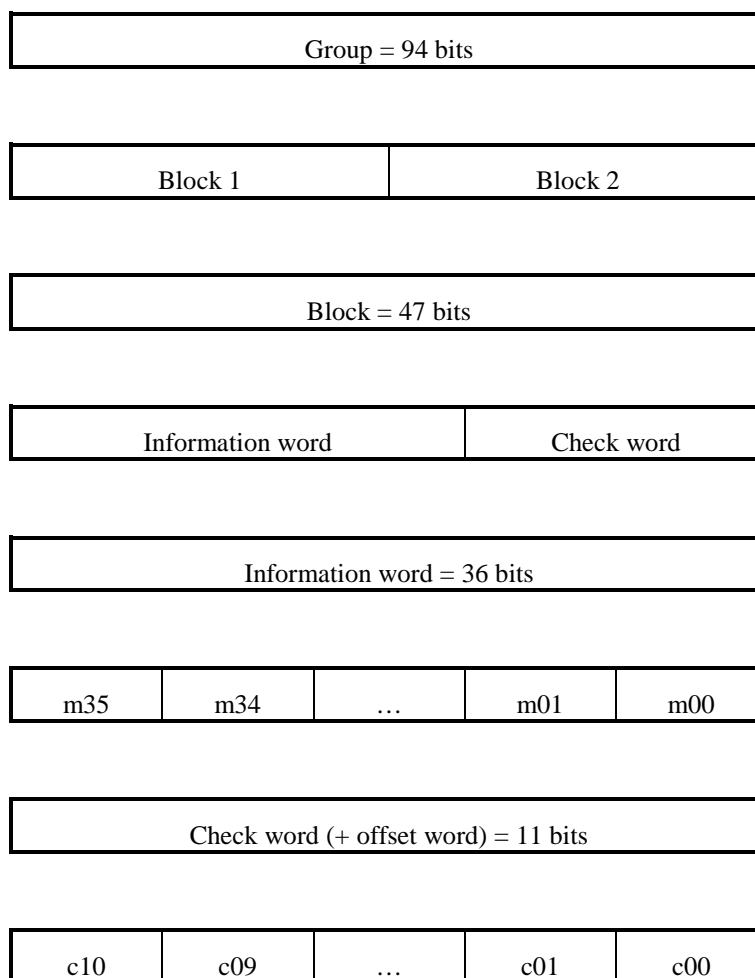 Group = 94 bits
Block 1 Block 2
Block = 47 bits
Information word Check word
Information word = 36 bits
m35 m34 … m01 m00
Check word (+ offset word) = 11 bits
c10 c09 … c01 c00